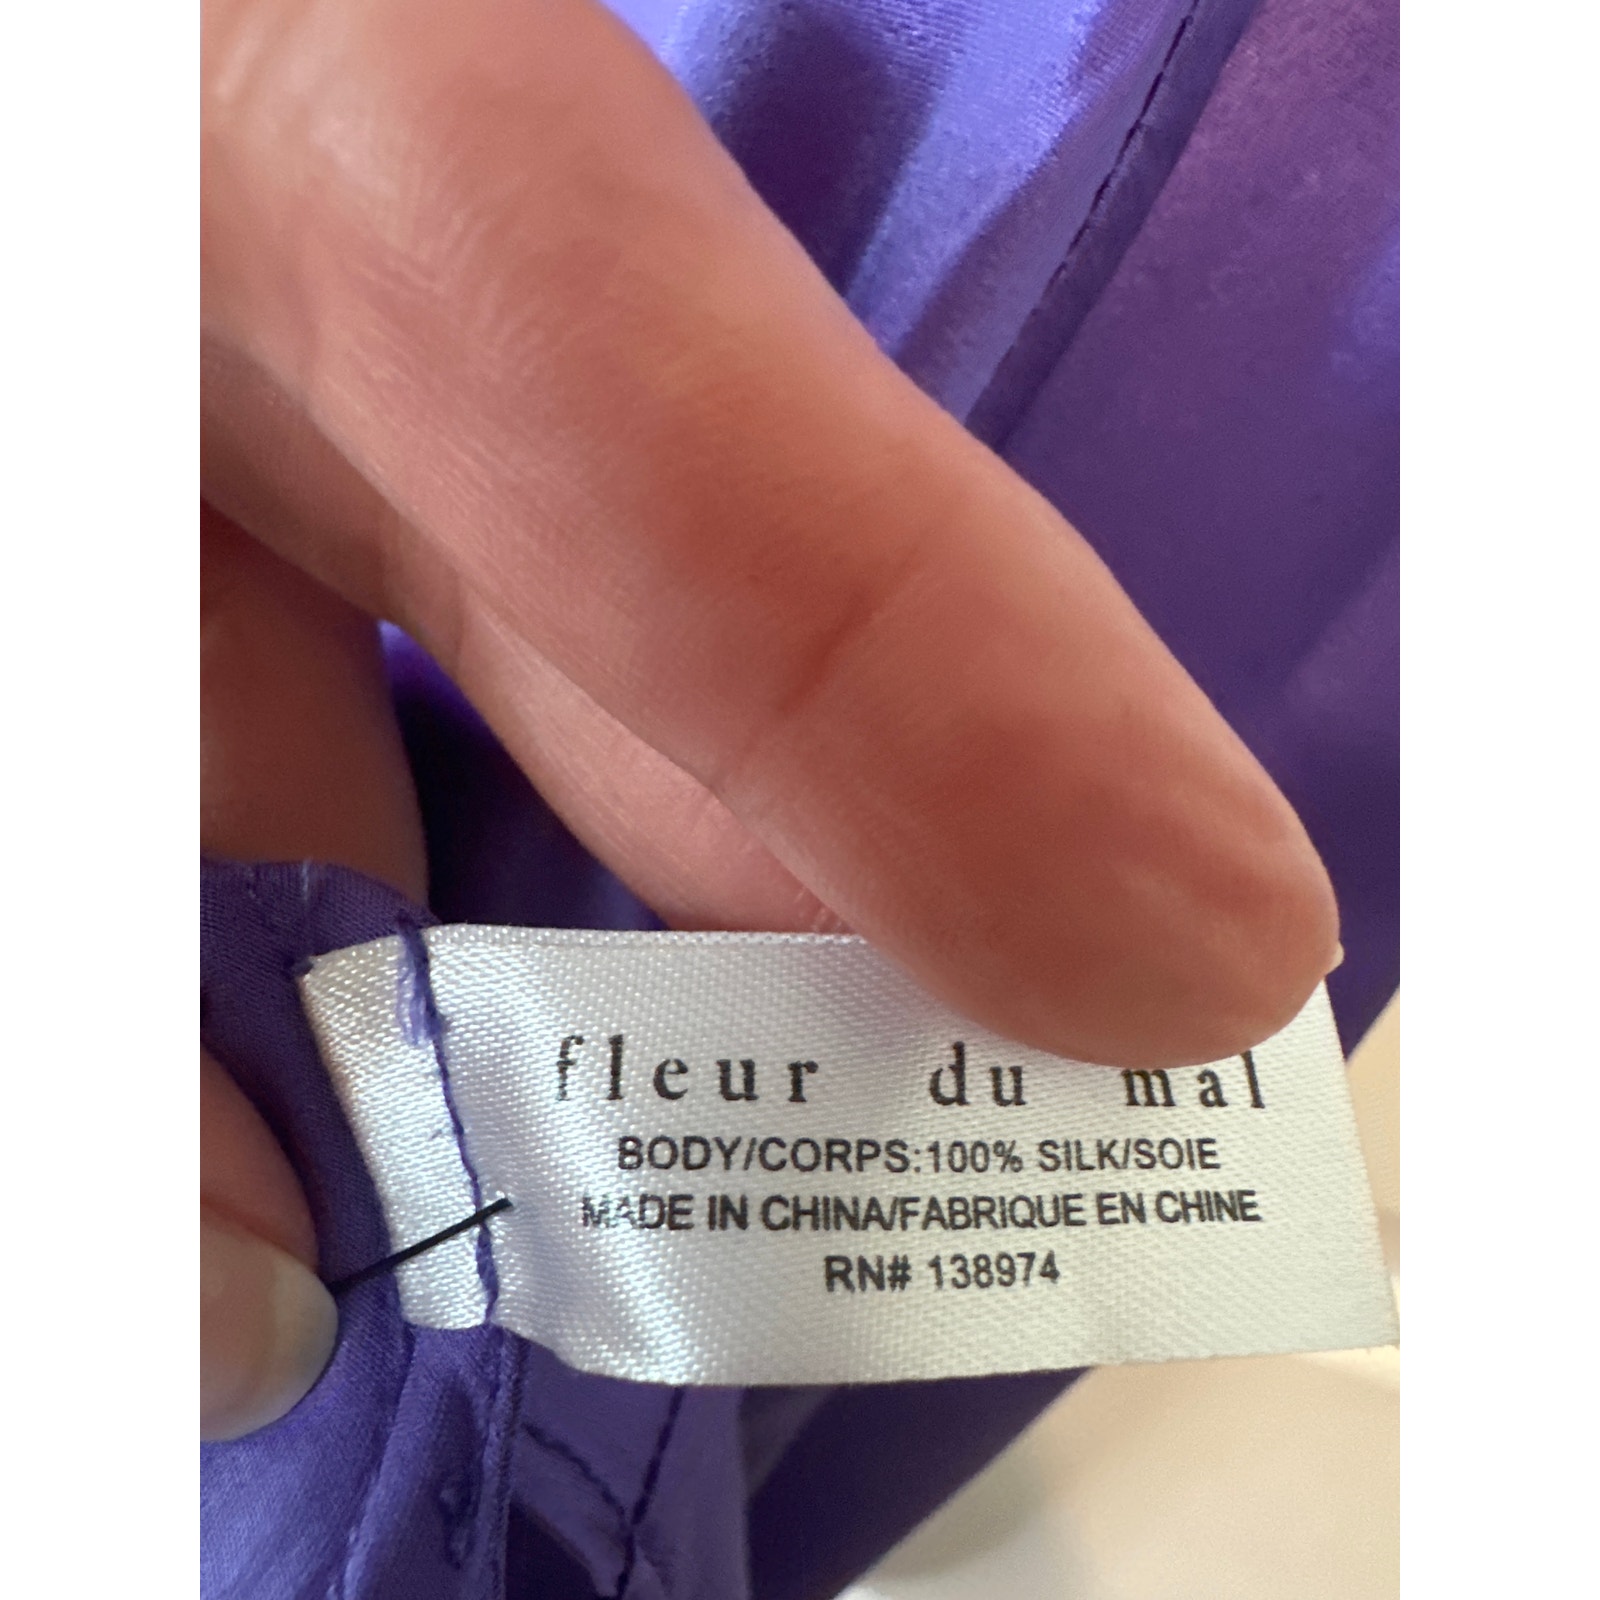 fleur du mal
BODY/CORPS:100% SILK/SOIE
MADE IN CHINA/FABRIQUE EN CHINE
RN# 138974